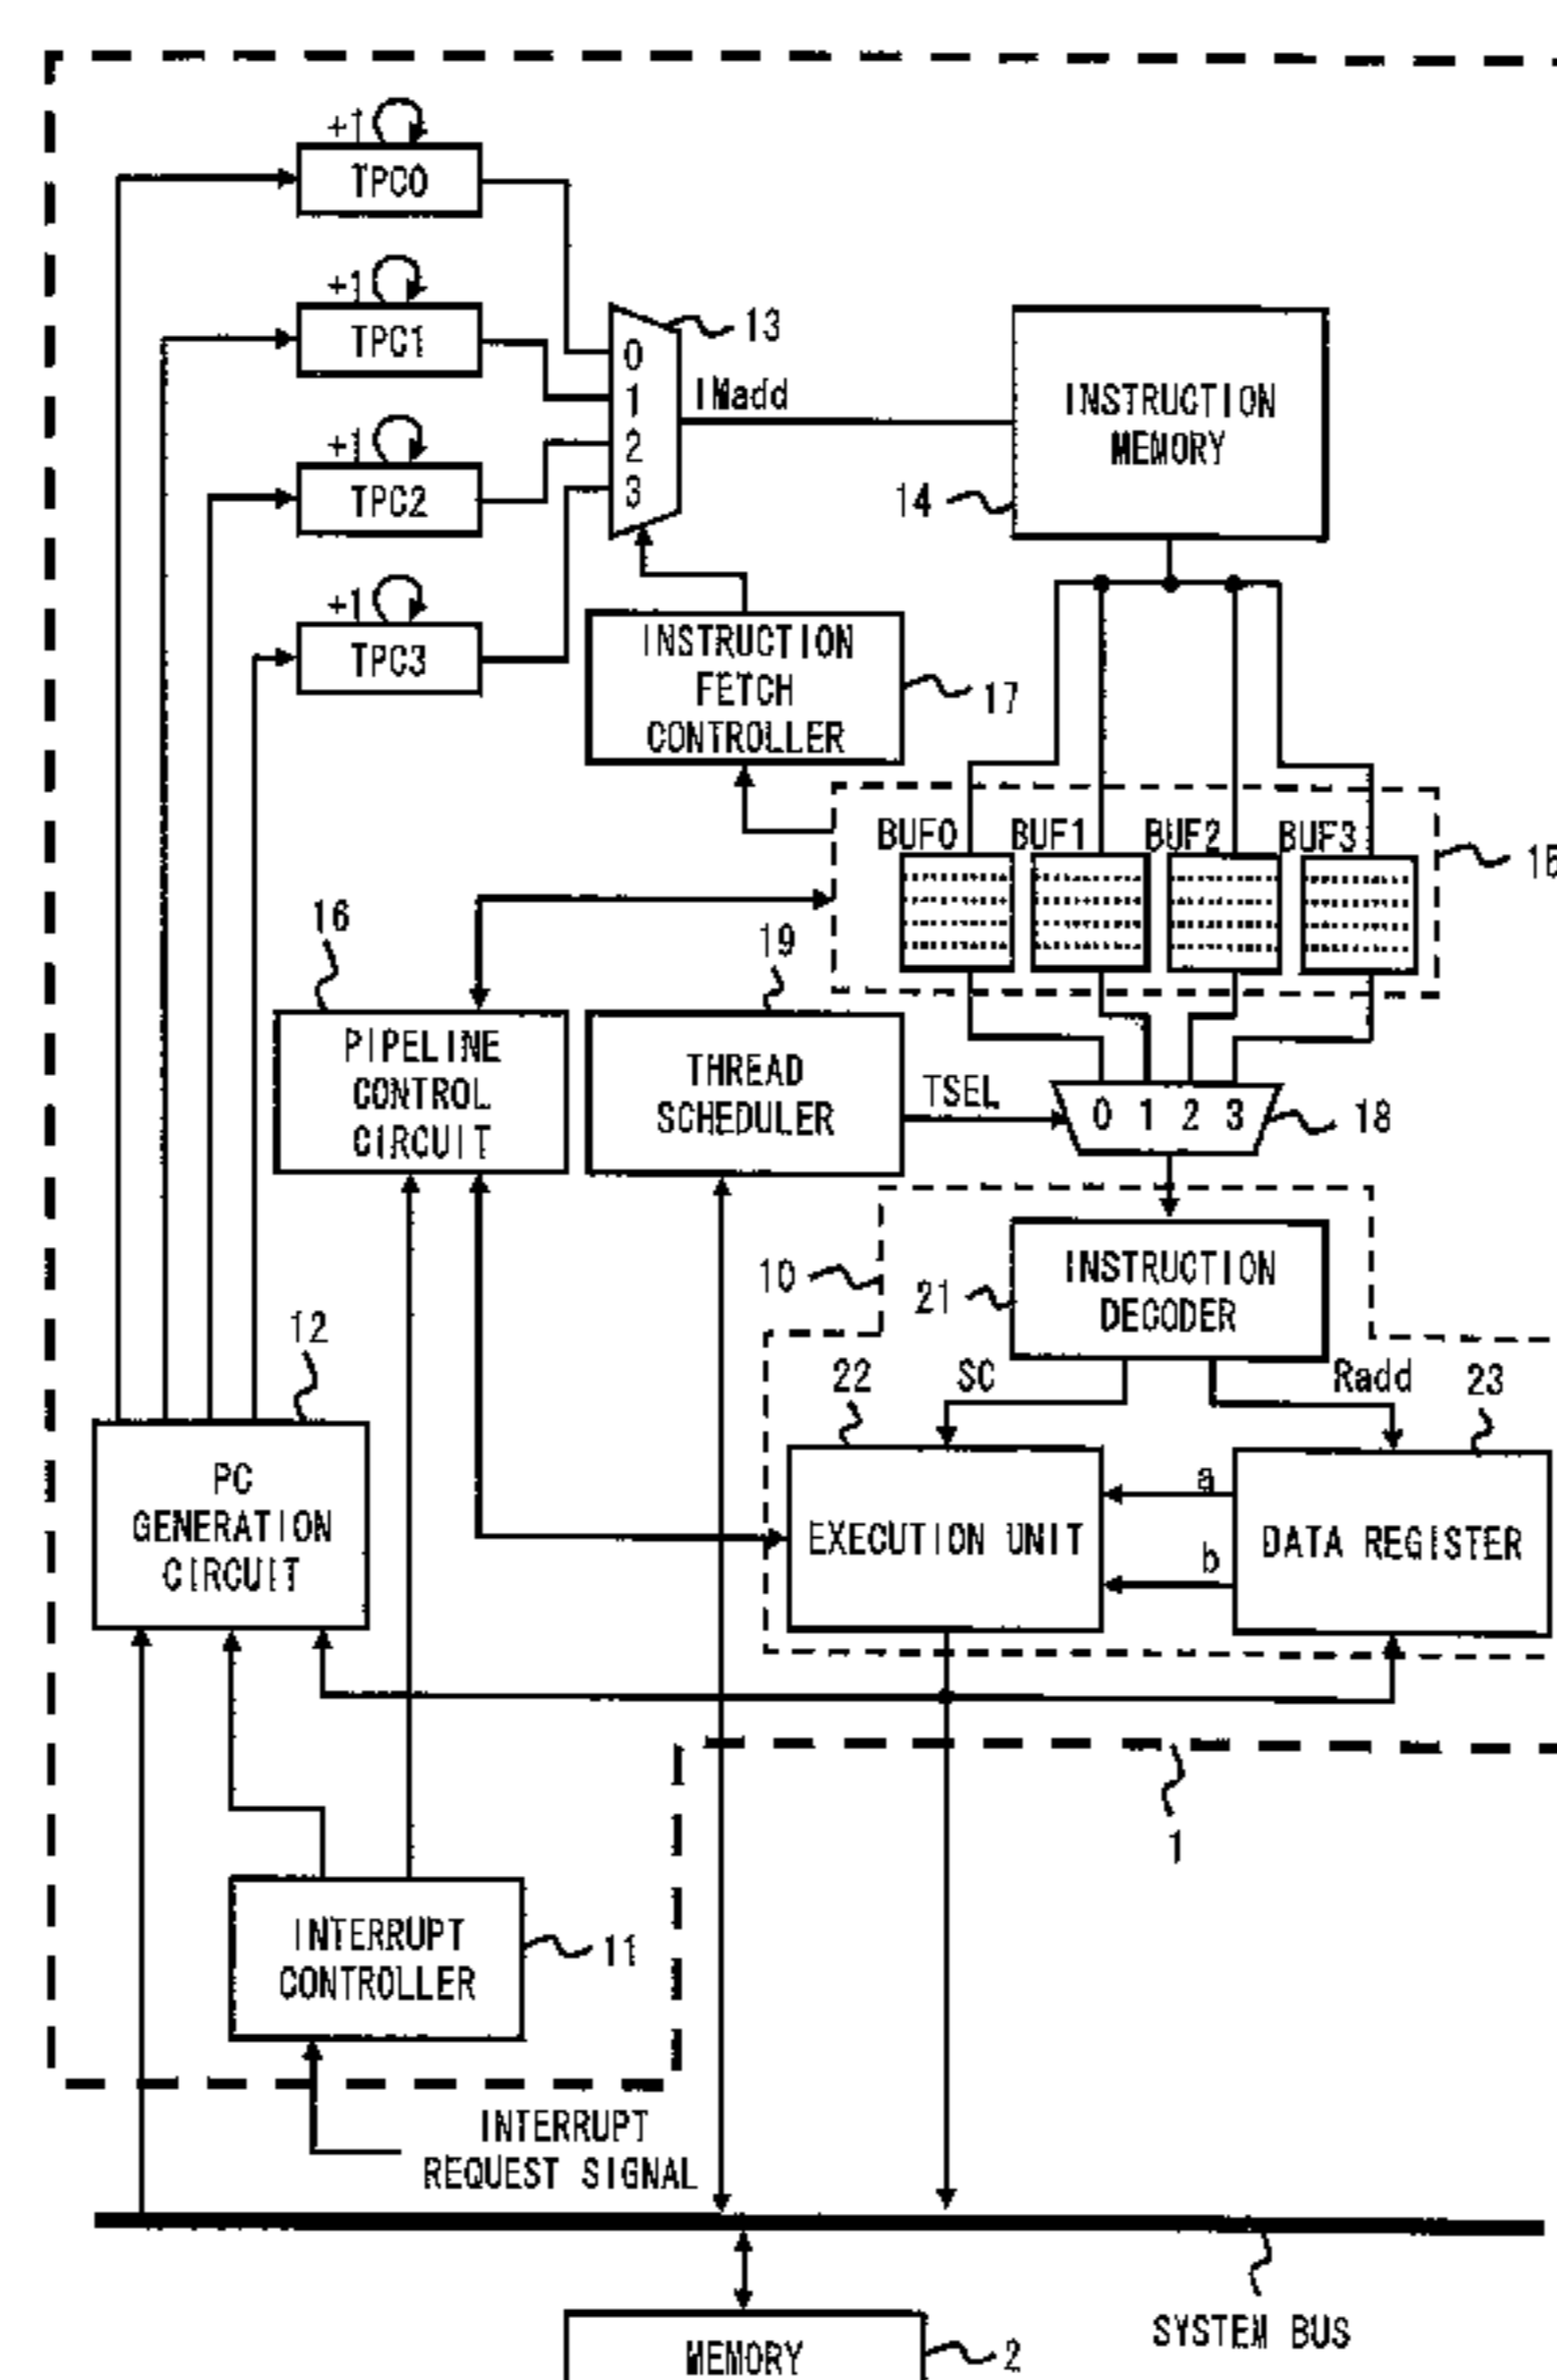 +1
TPC0
+1
TPC1
13
0
1
2
3
IMadd
INSTRUCTION
MEMORY
14
+1
TPC2
+1
TPC3
INSTRUCTION
FETCH
CONTROLLER
17
BUF0 BUF1 BUF2 BUF3
16
19
PIPELINE
CONTROL
CIRCUIT
THREAD
SCHEDULER
TSEL
0 1 2 3
18
10
21
INSTRUCTION
DECODER
12
22
SC
Radd
23
PC
GENERATION
CIRCUIT
EXECUTION UNIT
a
b
DATA REGISTER
1
INTERRUPT
CONTROLLER
11
INTERRUPT
REQUEST SIGNAL
SYSTEM BUS
MEMORY
2